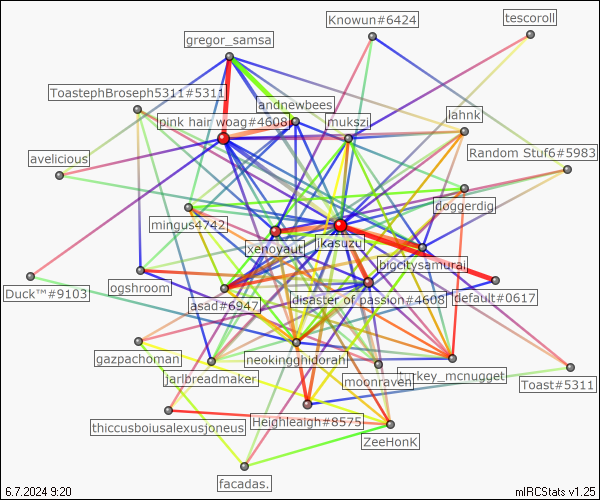 Knowun#6424
tescoroll
gregor_samsa
ToastephBroseph5311#5311
andnewbees
lahnk
pink hair woag#4608
mukszi
avelicious
Random Stuf6#5983
doggerdig
mingus4742
ikasuzu
xenoyaut
bigcitysamurai
Duck™#9103
ogshroom
asad#6947
disaster of passion#4608
default#0617
gazpachoman
neokingghidorah
jarlbreadmaker
moonraven
turkey_mcnugget
Toast#5311
thiccusboiusalexusjoneus
Heighleaigh#8575
ZeeHonK
facadas.
6.7.2024 9:20
mIRCStats v1.25